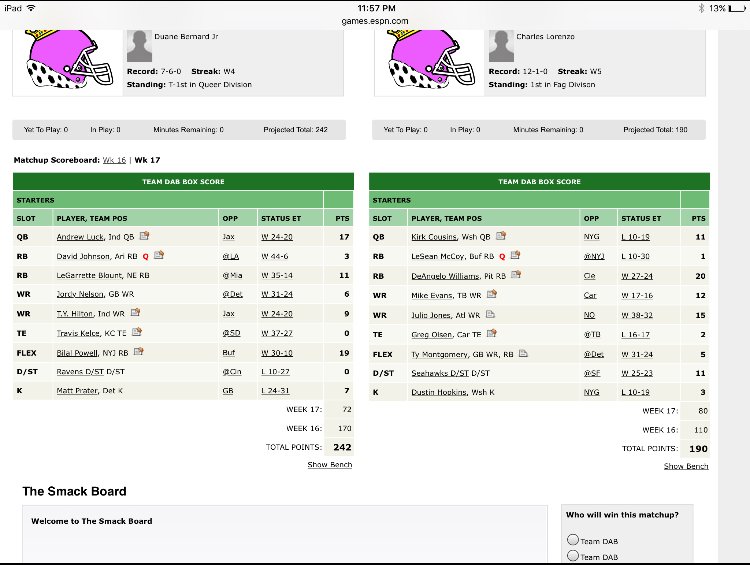 iPad 11:57 PM 13%
games.espn.com
Duane Bernard Jr
Record: 7-6-0 Streak: W4
Standing: T-1st in Queer Division
Charles Lorenzo
Record: 12-1-0 Streak: W5
Standing: 1st in Fag Divison
Yet To Play: 0 In Play: 0 Minutes Remaining: 0 Projected Total: 242
Yet To Play: 0 In Play: 0 Minutes Remaining: 0 Projected Total: 190
Matchup Scoreboard: Wk 16 | Wk 17
TEAM DAB BOX SCORE
STARTERS
SLOT PLAYER, TEAM POS OPP STATUS ET PTS
QB Andrew Luck, Ind QB Jax W 24-20 17
RB David Johnson, Ari RB Q @LA W 44-6 3
RB LeGarrette Blount, NE RB @Mia W 35-14 11
WR Jordy Nelson, GB WR @Det W 31-24 6
WR T.Y. Hilton, Ind WR Jax W 24-20 9
TE Travis Kelce, KC TE @SD W 37-27 0
FLEX Bilal Powell, NYJ RB Buf W 30-10 19
D/ST Ravens D/ST D/ST @Cin L 10-27 0
K Matt Prater, Det K GB L 24-31 7
WEEK 17: 72
WEEK 16: 170
TOTAL POINTS: 242
Show Bench
TEAM DAB BOX SCORE
STARTERS
SLOT PLAYER, TEAM POS OPP STATUS ET PTS
QB Kirk Cousins, Wsh QB NYG L 10-19 11
RB LeSean McCoy, Buf RB Q @NYJ L 10-30 1
RB DeAngelo Williams, Pit RB Cle W 27-24 20
WR Mike Evans, TB WR Car W 17-16 12
WR Julio Jones, Atl WR NO W 38-32 15
TE Greg Olsen, Car TE @TB L 16-17 2
FLEX Ty Montgomery, GB WR, RB @Det W 31-24 5
D/ST Seahawks D/ST D/ST @SF W 25-23 11
K Dustin Hopkins, Wsh K NYG L 10-19 3
WEEK 17: 80
WEEK 16: 110
TOTAL POINTS: 190
Show Bench
The Smack Board
Welcome to The Smack Board
Who will win this matchup?
Team DAB
Team DAB